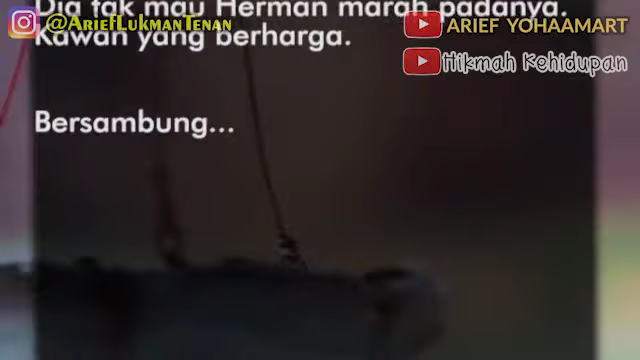 Dia tak mau Herman marah padanya.
Kawan yang berharga.
Bersambung...
@AriefLukmanTenan
ARIEF YOHAAMART
Hikmah Kehidupan